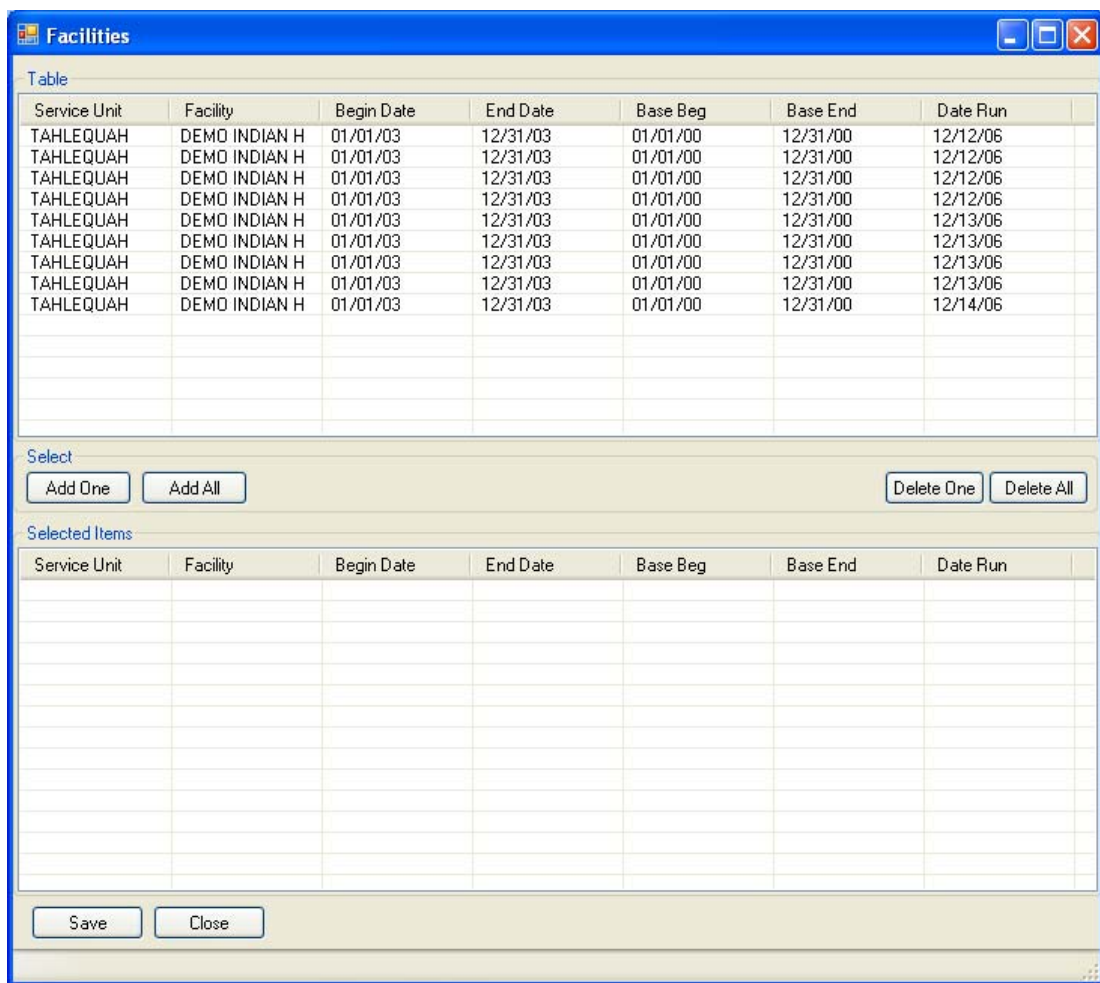 Facilities
Table
Service Unit Facility Begin Date End Date Base Beg Base End Date Run
TAHLEQUAH DEMO INDIAN H 01/01/03 12/31/03 01/01/00 12/31/00 12/12/06
TAHLEQUAH DEMO INDIAN H 01/01/03 12/31/03 01/01/00 12/31/00 12/12/06
TAHLEQUAH DEMO INDIAN H 01/01/03 12/31/03 01/01/00 12/31/00 12/12/06
TAHLEQUAH DEMO INDIAN H 01/01/03 12/31/03 01/01/00 12/31/00 12/12/06
TAHLEQUAH DEMO INDIAN H 01/01/03 12/31/03 01/01/00 12/31/00 12/13/06
TAHLEQUAH DEMO INDIAN H 01/01/03 12/31/03 01/01/00 12/31/00 12/13/06
TAHLEQUAH DEMO INDIAN H 01/01/03 12/31/03 01/01/00 12/31/00 12/13/06
TAHLEQUAH DEMO INDIAN H 01/01/03 12/31/03 01/01/00 12/31/00 12/13/06
TAHLEQUAH DEMO INDIAN H 01/01/03 12/31/03 01/01/00 12/31/00 12/14/06
Select
Add One Add All Delete One Delete All
Selected Items
Service Unit Facility Begin Date End Date Base Beg Base End Date Run
Save Close